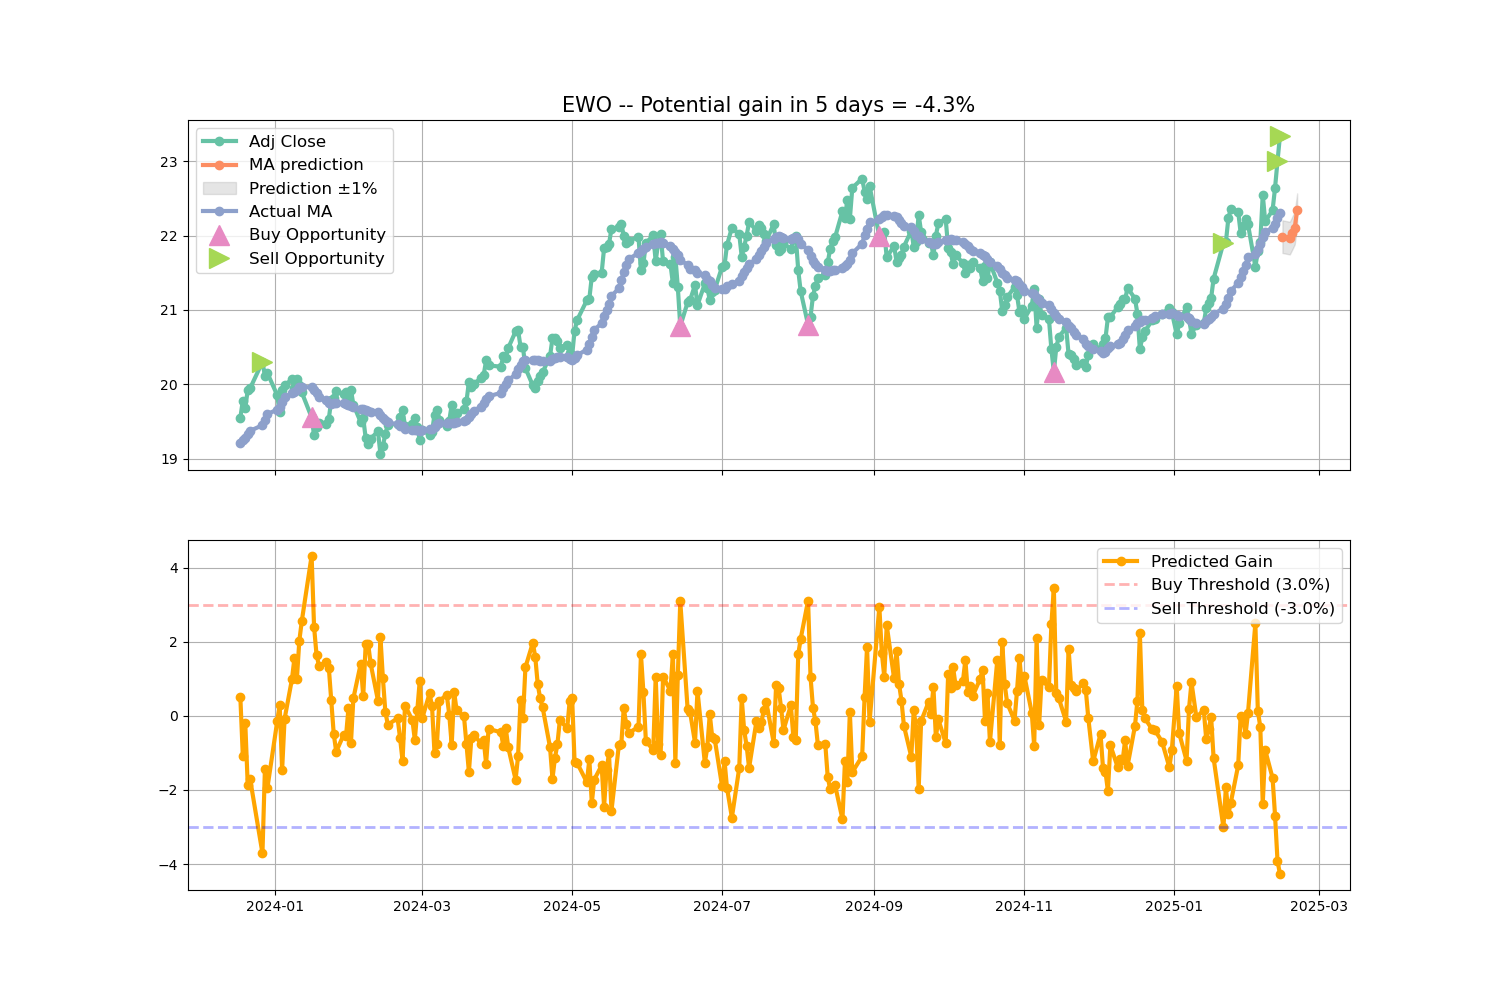 EWO -- Potential gain in 5 days = -4.3%
Adj Close
MA prediction
Prediction ±1%
Actual MA
Buy Opportunity
Sell Opportunity
23
22
21
20
19
Predicted Gain
Buy Threshold (3.0%)
Sell Threshold (-3.0%)
4
2
0
−2
−4
2024-01 2024-03 2024-05 2024-07 2024-09 2024-11 2025-01 2025-03